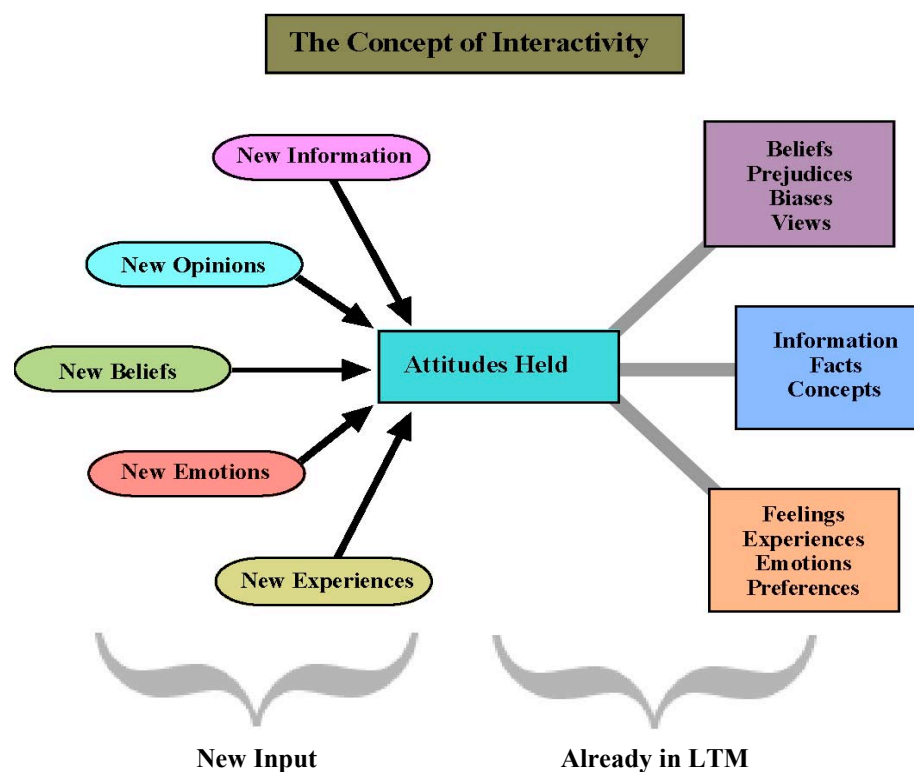 The Concept of Interactivity
New Information
New Opinions
New Beliefs
New Emotions
New Experiences
Attitudes Held
Beliefs
Prejudices
Biases
Views
Information
Facts
Concepts
Feelings
Experiences
Emotions
Preferences
New Input
Already in LTM